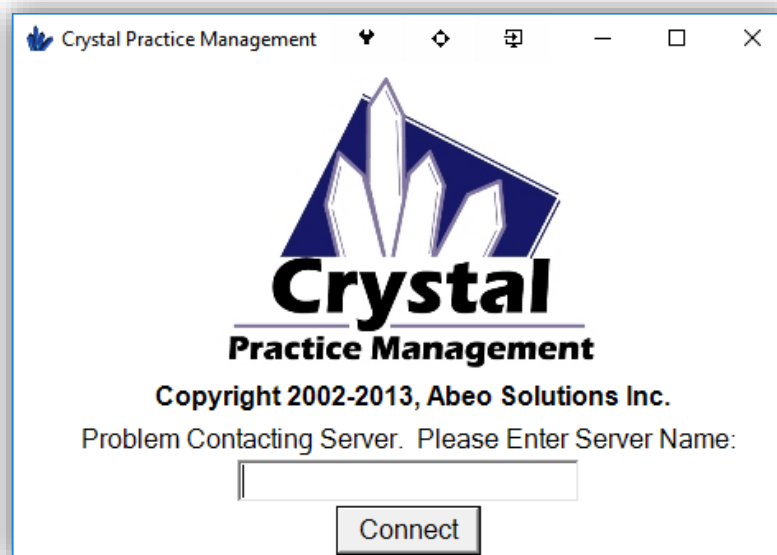 Crystal Practice Management
Crystal
Practice Management
Copyright 2002-2013, Abeo Solutions Inc.
Problem Contacting Server.  Please Enter Server Name:
Connect